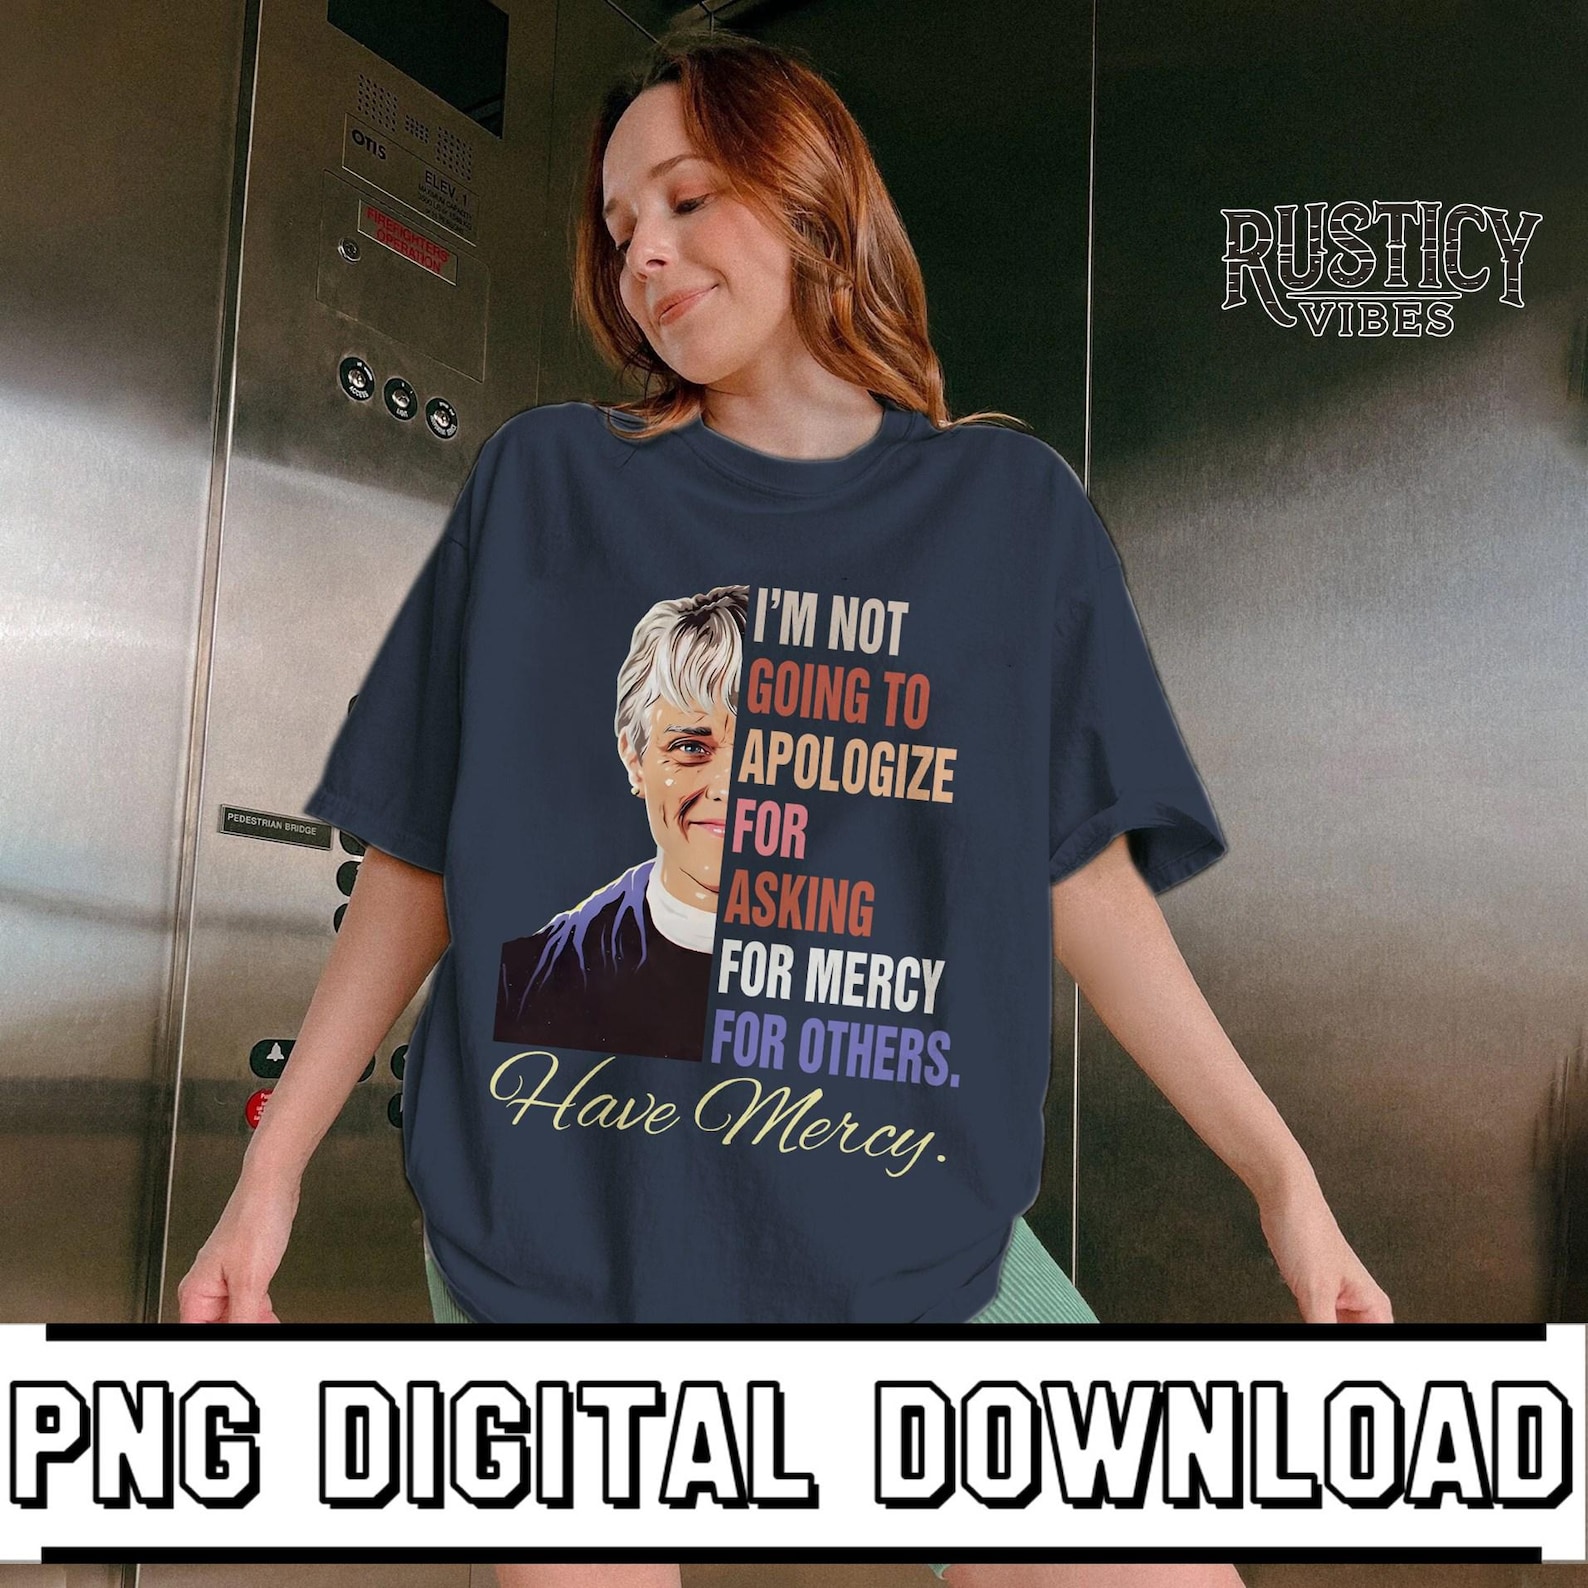 OTIS
ELEV. 1
FIREFIGHTERS'
OPERATION
RUSTICY
VIBES
I'M NOT
GOING TO
APOLOGIZE
FOR
ASKING
FOR MERCY
FOR OTHERS.
Have Mercy.
PEDESTRIAN BRIDGE
PNG DIGITAL DOWNLOAD